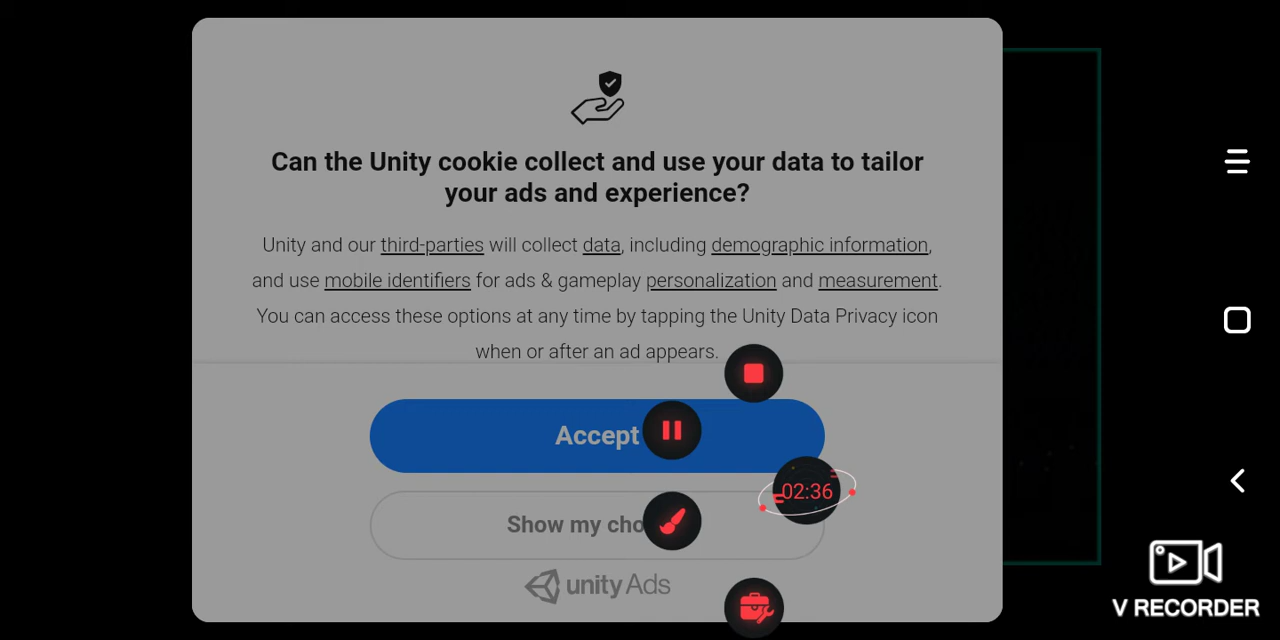 Can the Unity cookie collect and use your data to tailor
your ads and experience?
Unity and our third-parties will collect data, including demographic information,
and use mobile identifiers for ads & gameplay personalization and measurement.
You can access these options at any time by tapping the Unity Data Privacy icon
when or after an ad appears.
Accept
02:36
Show my cho
unityAds
V RECORDER